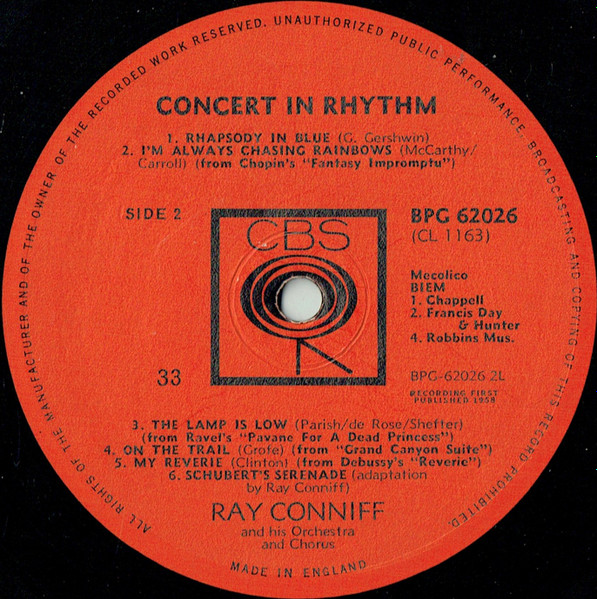 ALL RIGHTS OF THE MANUFACTURER AND OF THE OWNER OF THE RECORDED WORK RESERVED. UNAUTHORIZED PUBLIC PERFORMANCE, BROADCASTING AND COPYING OF THIS RECORD PROHIBITED.
CONCERT IN RHYTHM
1. RHAPSODY IN BLUE (G. Gershwin)
2. I'M ALWAYS CHASING RAINBOWS (McCarthy/
Carroll) (from Chopin's "Fantasy Impromptu")
SIDE 2
CBS
BPG 62026
(CL 1163)
Mecolico
BIEM
1. Chappell
2. Francis Day
& Hunter
4. Robbins Mus.
33
BPG-62026 2L
RECORDING FIRST
PUBLISHED 1958
3. THE LAMP IS LOW (Parish/de Rose/Shefter)
(from Ravel's "Pavane For A Dead Princess")
4. ON THE TRAIL (Grofe) (from "Grand Canyon Suite")
5. MY REVERIE (Clinton) (from Debussy's "Reverie")
6. SCHUBERT'S SERENADE (adaptation
by Ray Conniff)
RAY CONNIFF
and his Orchestra
and Chorus
MADE IN ENGLAND